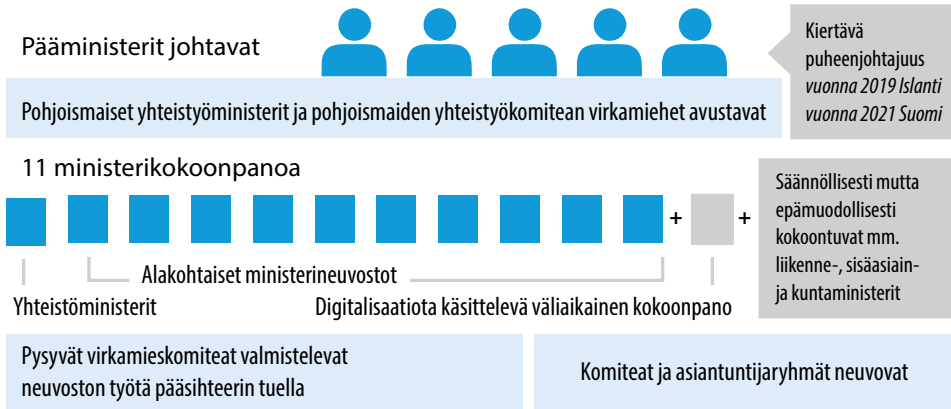 Pääministerit johtavat
Kiertävä
puheenjohtajuus
vuonna 2019 Islanti
vuonna 2021 Suomi
Pohjoismaiset yhteistyöministerit ja pohjoismaiden yhteistyökomitean virkamiehet avustavat
11 ministerikokoonpanoa
+
+
Säännöllisesti mutta
epämuodollisesti
kokoontuvat mm.
liikenne-, sisäasiain-
ja kuntaministerit
Alakohtaiset ministerineuvostot
Yhteistöministerit
Digitalisaatiota käsittelevä väliaikainen kokoonpano
Pysyvät virkamieskomiteat valmistelevat
neuvoston työtä pääsihteerin tuella
Komiteat ja asiantuntijaryhmät neuvovat